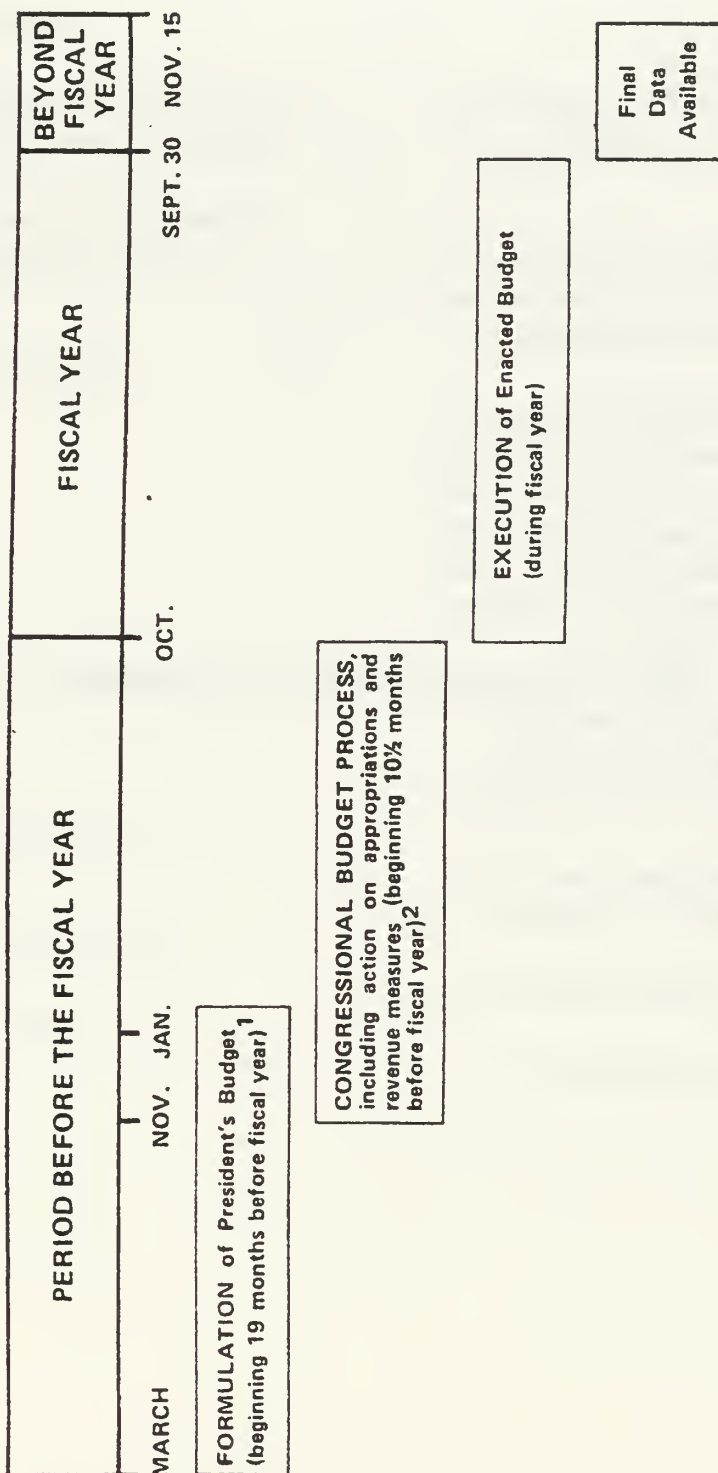 PERIOD BEFORE THE FISCAL YEAR
FISCAL YEAR
BEYOND
FISCAL
YEAR
MARCH
NOV.
JAN.
OCT.
SEPT. 30
NOV. 15
FORMULATION of President's Budget
(beginning 19 months before fiscal year)1
CONGRESSIONAL BUDGET PROCESS,
including action on appropriations and
revenue measures (beginning 10½ months
before fiscal year)2
EXECUTION of Enacted Budget
(during fiscal year)
Final
Data
Available